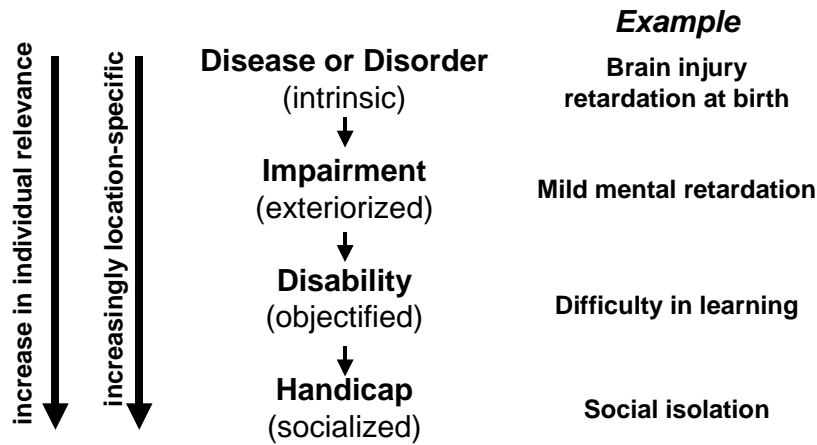 Example
Disease or Disorder
(intrinsic)
Brain injury
retardation at birth
Impairment
(exteriorized)
Mild mental retardation
Disability
(objectified)
Difficulty in learning
Handicap
(socialized)
Social isolation
increase in individual relevance
increasingly location-specific